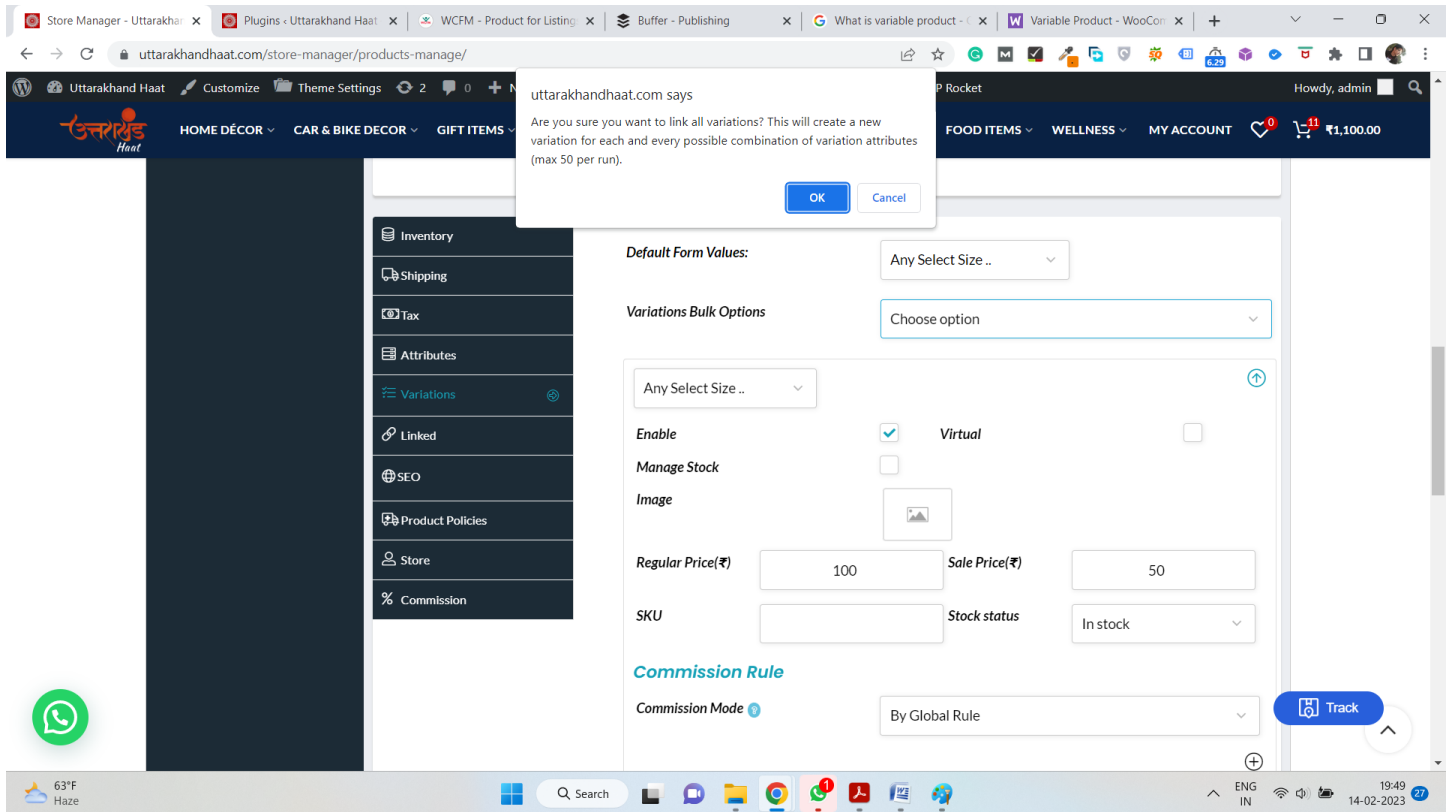 Store Manager - Uttarakhan
Plugins ‹ Uttarakhand Haat
WCFM - Product for Listing
Buffer - Publishing
What is variable product - G
Variable Product - WooCom
uttarakhandhaat.com/store-manager/products-manage/
6.29
Uttarakhand Haat
Customize
Theme Settings
2
0
P Rocket
Howdy, admin
उत्तराखंड
Haat
HOME DÉCOR
CAR & BIKE DECOR
GIFT ITEMS
FOOD ITEMS
WELLNESS
MY ACCOUNT
0
11
₹1,100.00
uttarakhandhaat.com says
Are you sure you want to link all variations? This will create a new
variation for each and every possible combination of variation attributes
(max 50 per run).
OK
Cancel
Inventory
Shipping
Tax
Attributes
Variations
Linked
SEO
Product Policies
Store
Commission
Default Form Values:
Any Select Size ..
Variations Bulk Options
Choose option
Any Select Size ..
Enable
Virtual
Manage Stock
Image
Regular Price(₹)
100
Sale Price(₹)
50
SKU
Stock status
In stock
Commission Rule
Commission Mode
By Global Rule
Track
63°F
Haze
Search
ENG
IN
19:49
14-02-2023
27